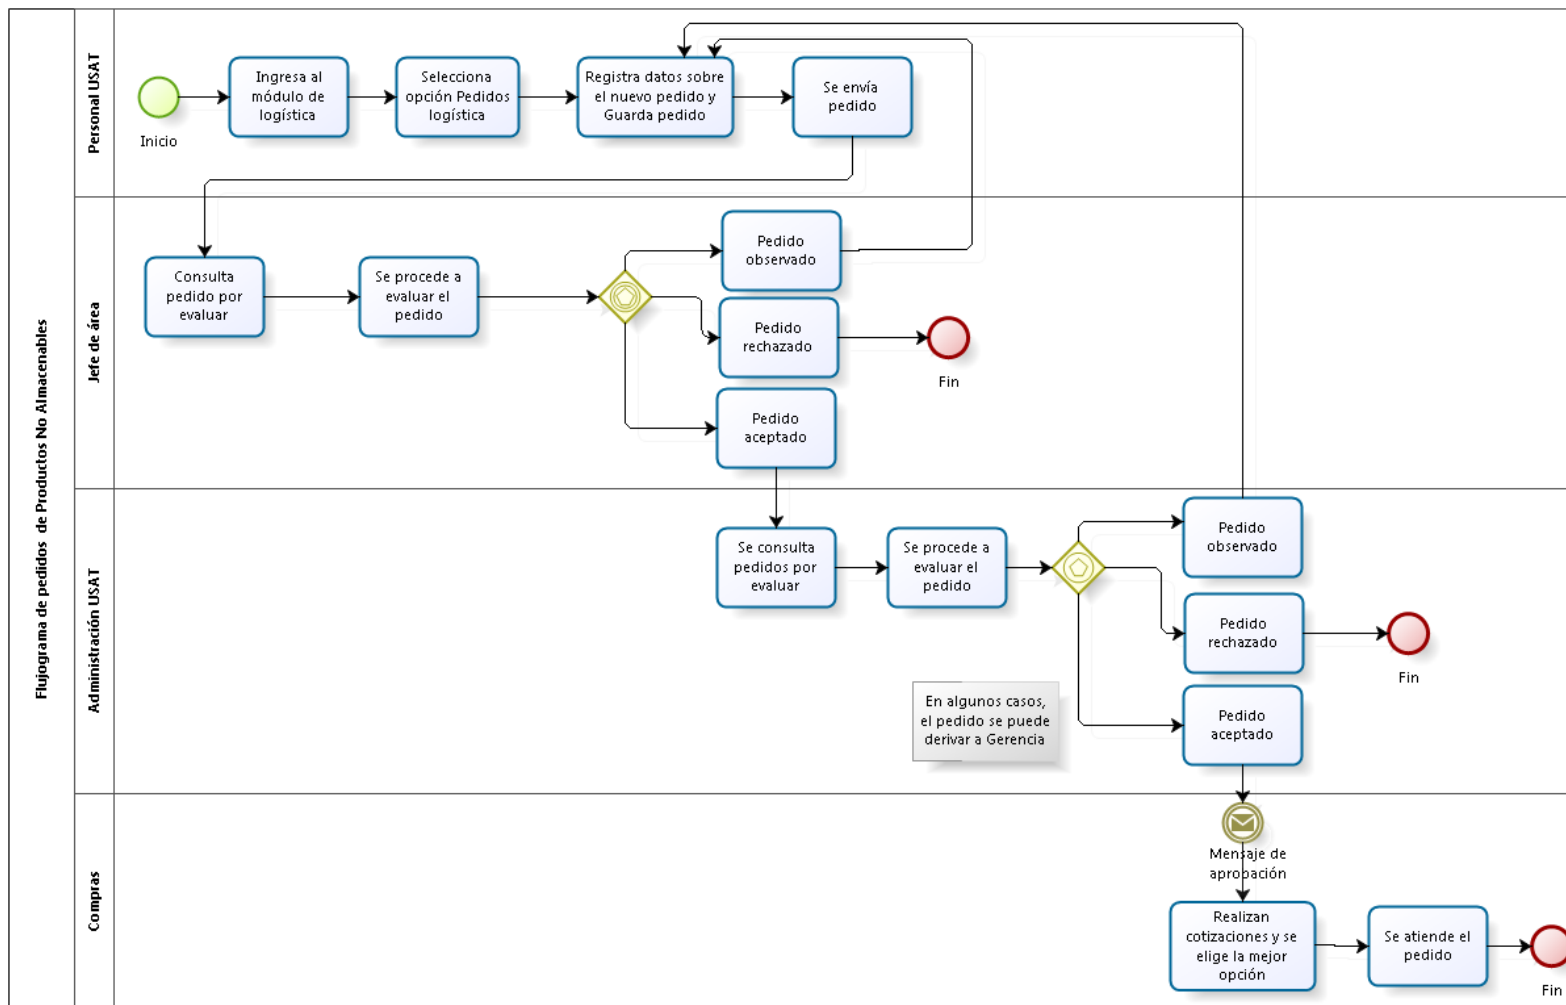 Flujograma de pedidos de Productos No Almacenables
Personal USAT
Inicio
Ingresa al
módulo de
logística
Selecciona
opción Pedidos
logística
Registra datos sobre
el nuevo pedido y
Guarda pedido
Se envía
pedido
Jefe de área
Consulta
pedido por
evaluar
Se procede a
evaluar el
pedido
Pedido
observado
Pedido
rechazado
Fin
Pedido
aceptado
Administración USAT
Se consulta
pedidos por
evaluar
Se procede a
evaluar el
pedido
Pedido
observado
Pedido
rechazado
Fin
En algunos casos,
el pedido se puede
derivar a Gerencia
Pedido
aceptado
Compras
Mensaje de
aprobación
Realizan
cotizaciones y se
elige la mejor
opción
Se atiende el
pedido
Fin